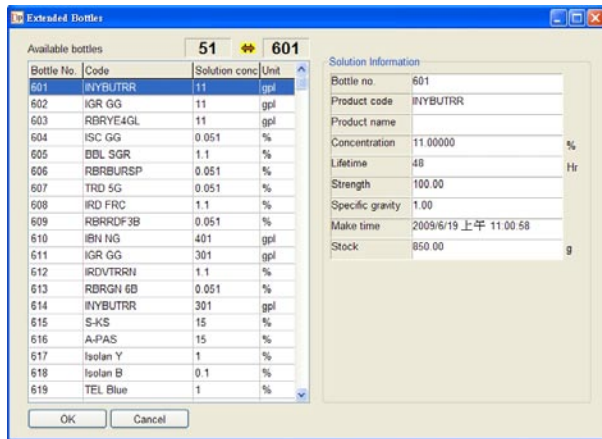 Extended Bottles
Available bottles 51 601
Bottle No. Code Solution conc Unit
601 INYBUTRR 11 gpl
602 IGR GG 11 gpl
603 RBRYE4GL 11 gpl
604 ISC GG 0.051 %
605 BBL SGR 1.1 %
606 RBRBURSP 0.051 %
607 TRD 5G 0.051 %
608 IRD FRC 1.1 %
609 RBRRDF3B 0.051 %
610 IBN NG 401 gpl
611 IGR GG 301 gpl
612 IRDVTRRN 1.1 %
613 RBRGN 6B 0.051 %
614 INYBUTRR 301 gpl
615 S-KS 15 %
616 A-PAS 15 %
617 Isolan Y 1 %
618 Isolan B 0.1 %
619 TEL Blue 1 %
OK Cancel
Solution Information
Bottle no. 601
Product code INYBUTRR
Product name
Concentration 11.00000 %
Lifetime 48 Hr
Strength 100.00
Specific gravity 1.00
Make time 2009/6/19 上午 11:00:58
Stock 850.00 g